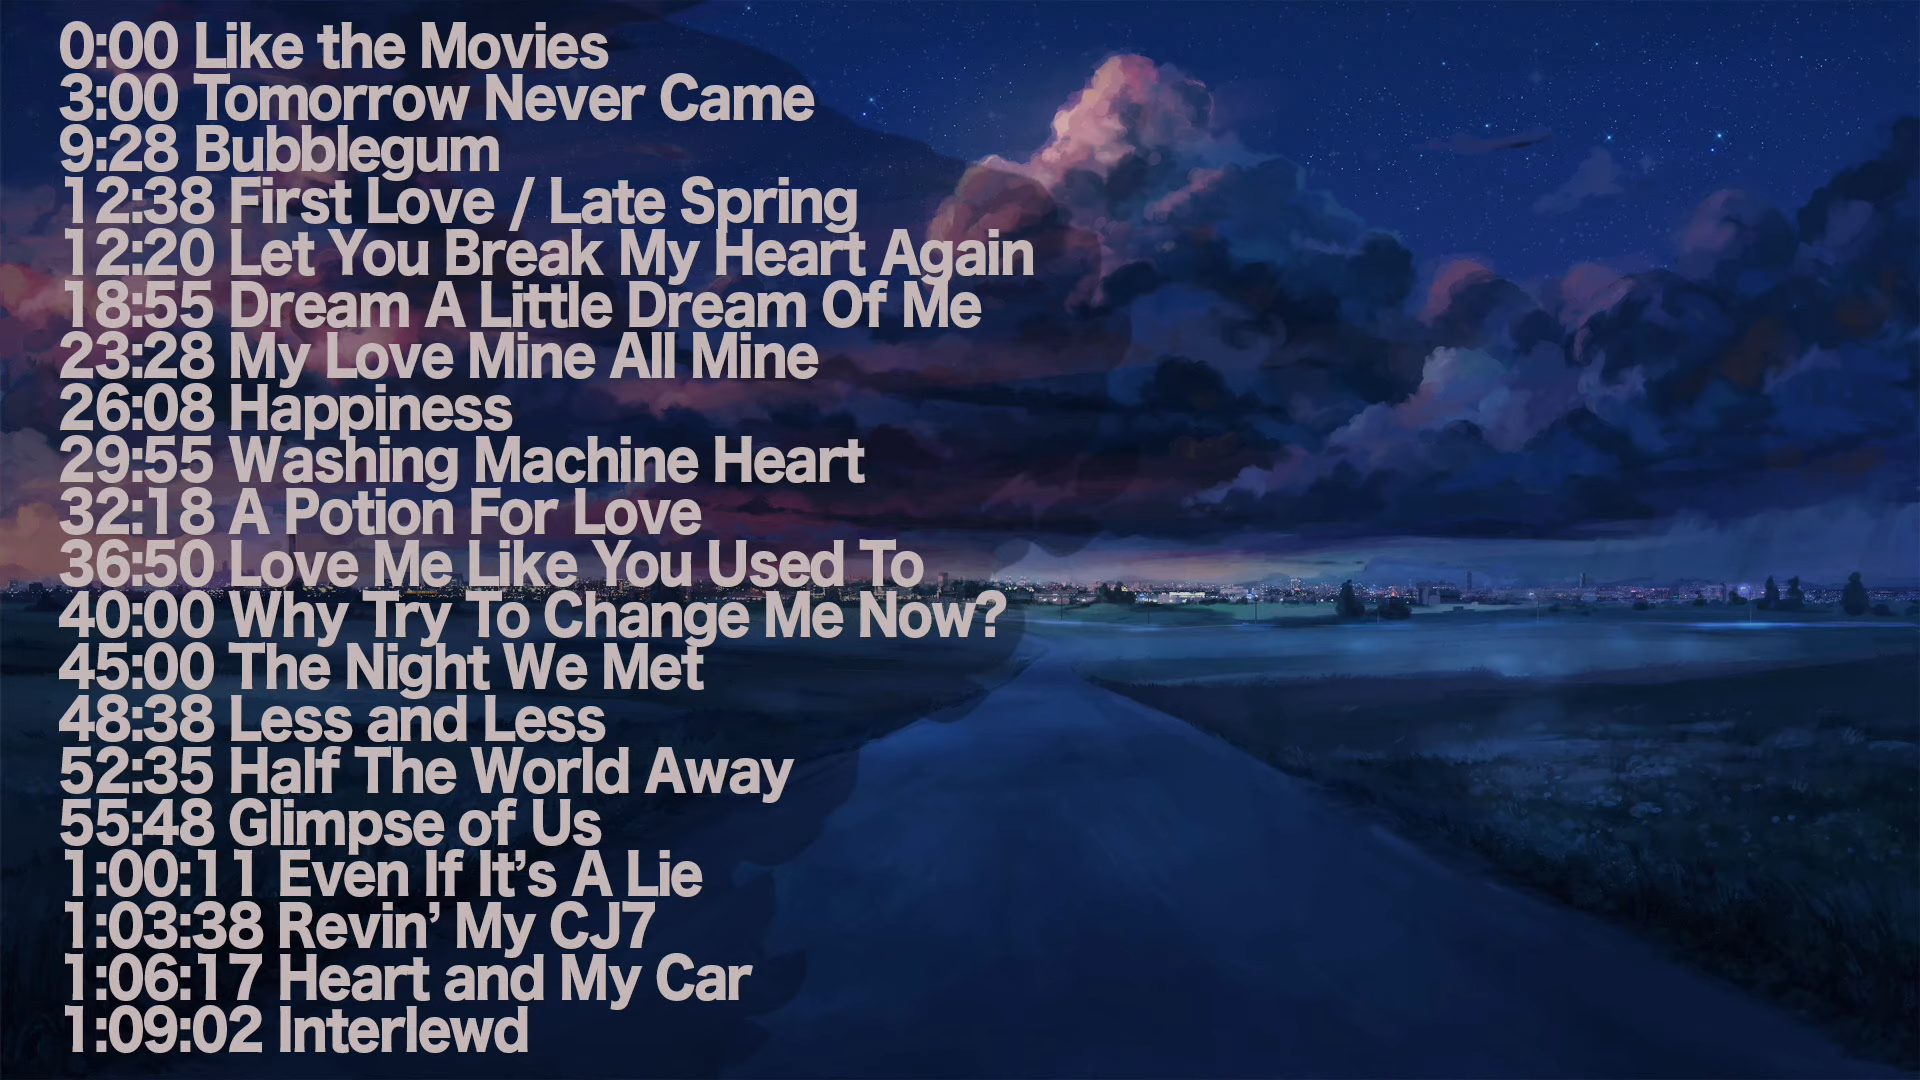 0:00 Like the Movies
3:00 Tomorrow Never Came
9:28 Bubblegum
12:38 First Love / Late Spring
12:20 Let You Break My Heart Again
18:55 Dream A Little Dream Of Me
23:28 My Love Mine All Mine
26:08 Happiness
29:55 Washing Machine Heart
32:18 A Potion For Love
36:50 Love Me Like You Used To
40:00 Why Try To Change Me Now?
45:00 The Night We Met
48:38 Less and Less
52:35 Half The World Away
55:48 Glimpse of Us
1:00:11 Even If It’s A Lie
1:03:38 Revin’ My CJ7
1:06:17 Heart and My Car
1:09:02 Interlewd